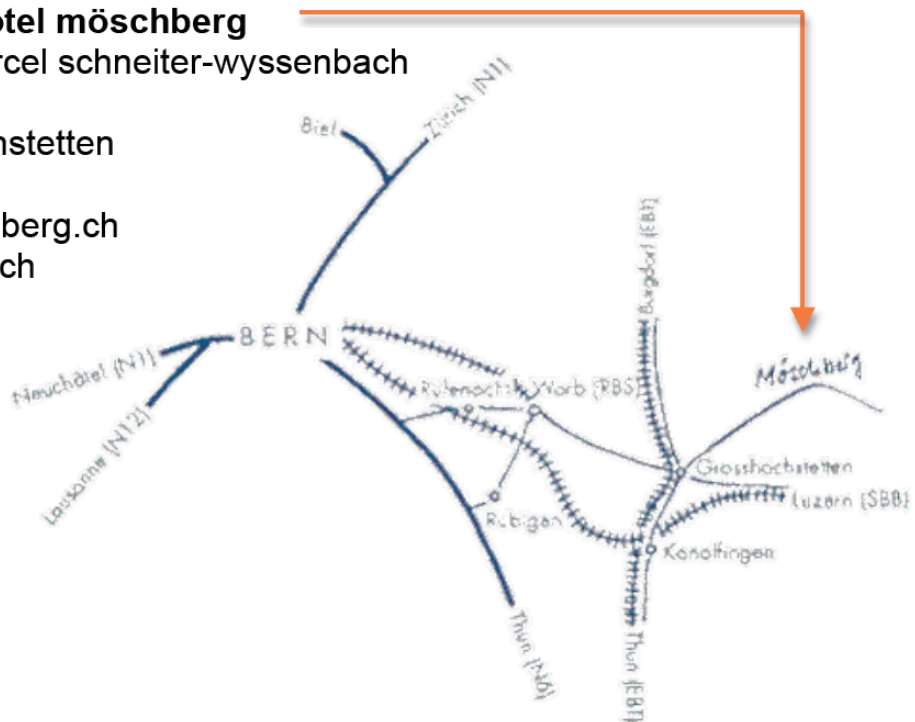 otel möschberg
rcel schneiter-wyssenbach
nstetten
berg.ch
ch
Biel
Zürich (N1)
Burgdorf (EBT)
BERN
Neuchâtel (N1)
Lausanne (N12)
Worb (RBS)
Möschberg
Grosshöchstetten
Luzern (SBB)
Rubigen
Konolfingen
Thun (N6)
Thun (EBT)